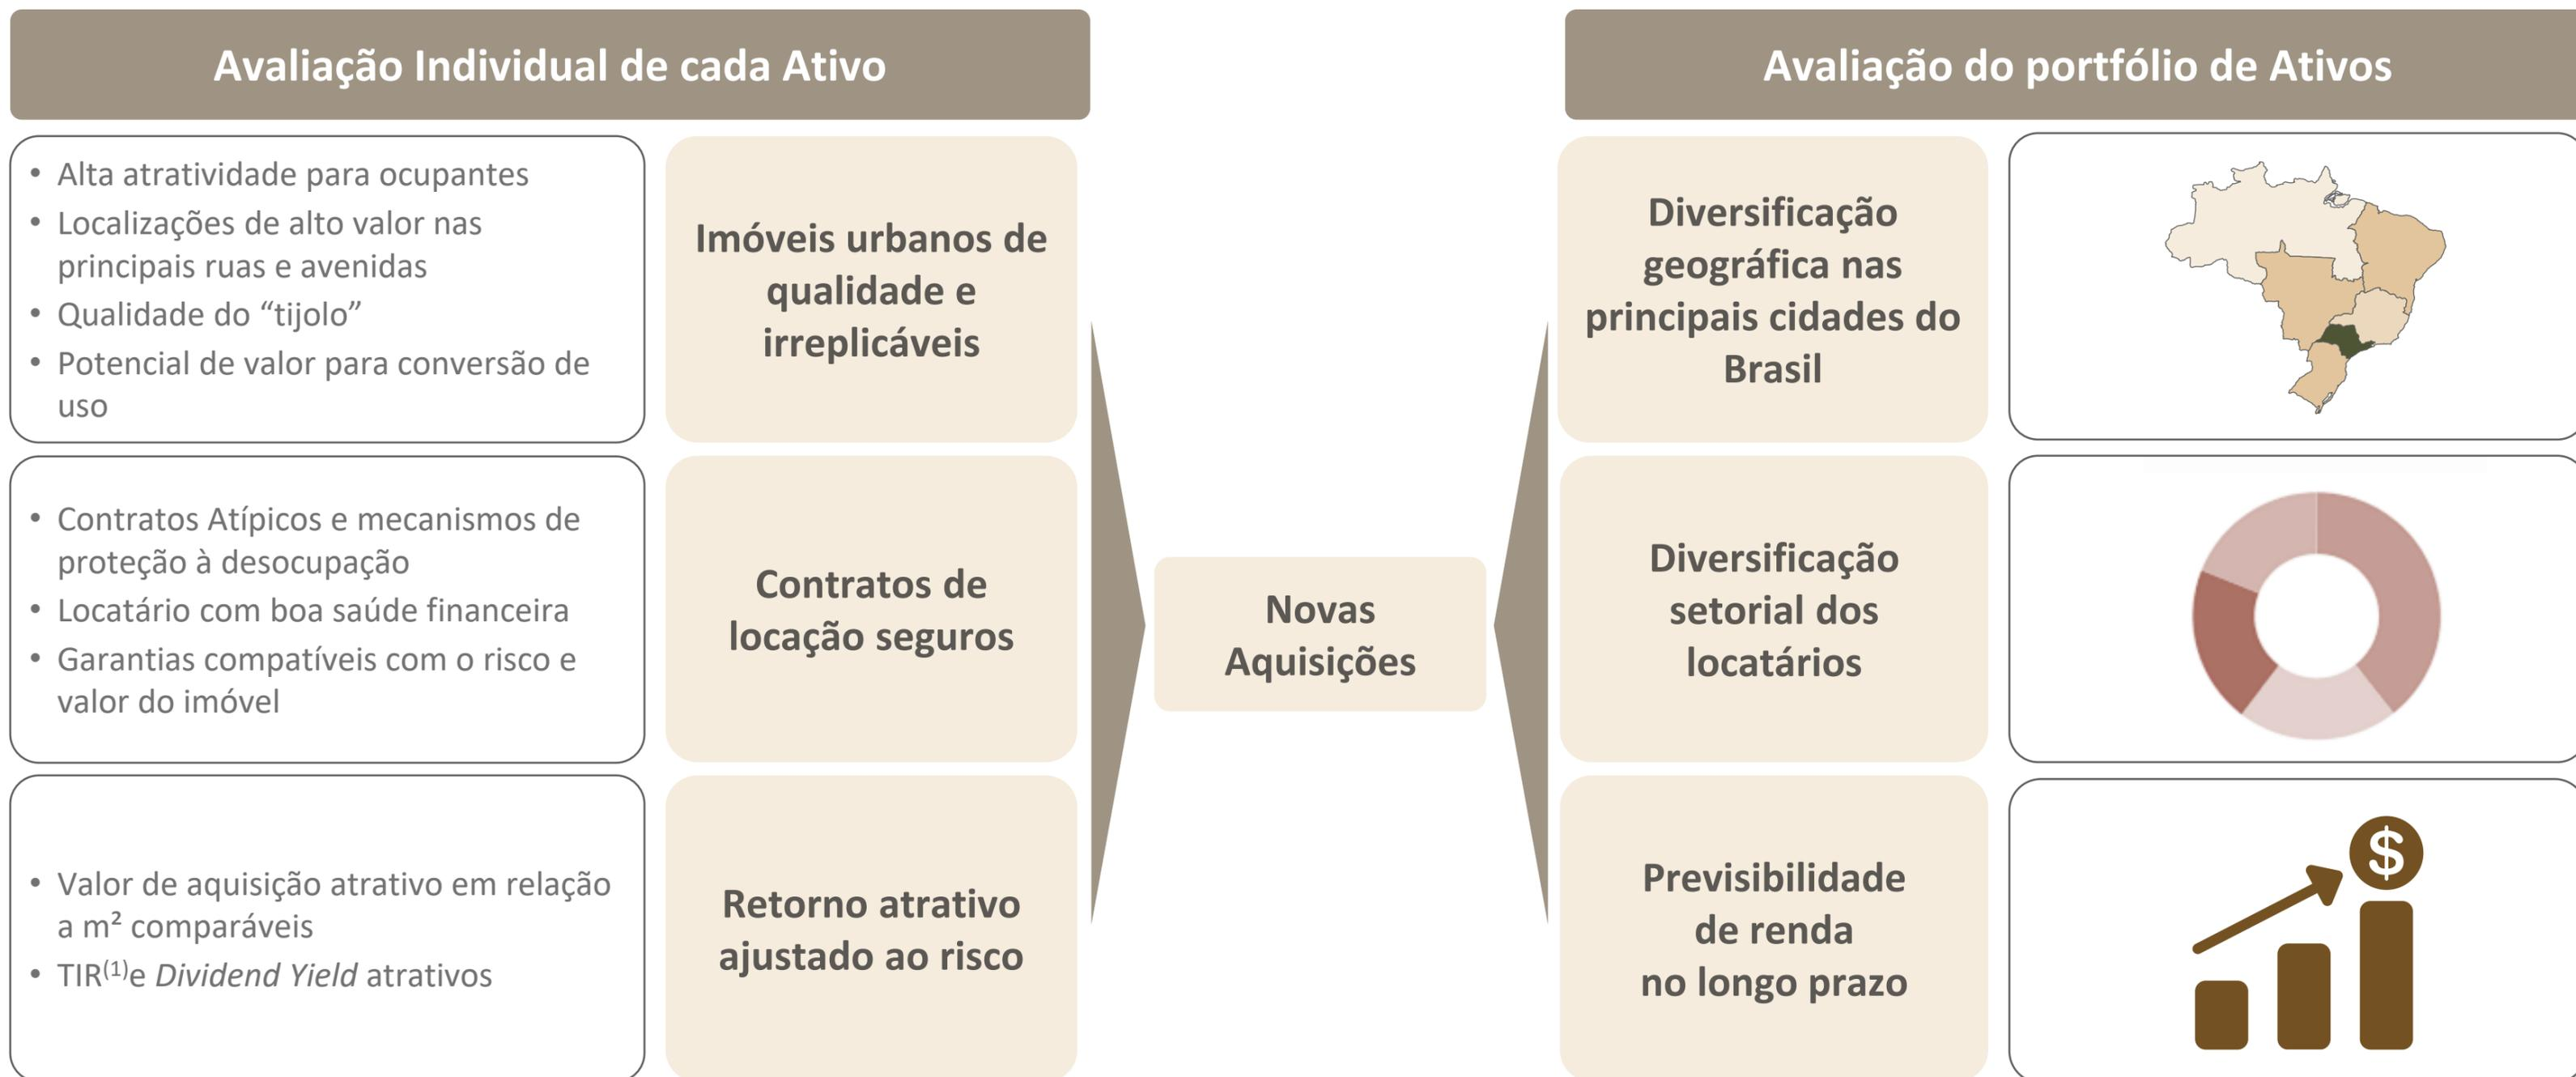 Avaliação Individual de cada Ativo
• Alta atratividade para ocupantes
• Localizações de alto valor nas
principais ruas e avenidas
• Qualidade do “tijolo”
• Potencial de valor para conversão de
uso
Imóveis urbanos de
qualidade e
irreplicáveis
• Contratos Atípicos e mecanismos de
proteção à desocupação
• Locatário com boa saúde financeira
• Garantias compatíveis com o risco e
valor do imóvel
Contratos de
locação seguros
• Valor de aquisição atrativo em relação
a m² comparáveis
• TIR⁽¹⁾e Dividend Yield atrativos
Retorno atrativo
ajustado ao risco
Novas
Aquisições
Avaliação do portfólio de Ativos
Diversificação
geográfica nas
principais cidades do
Brasil
Diversificação
setorial dos
locatários
Previsibilidade
de renda
no longo prazo
$